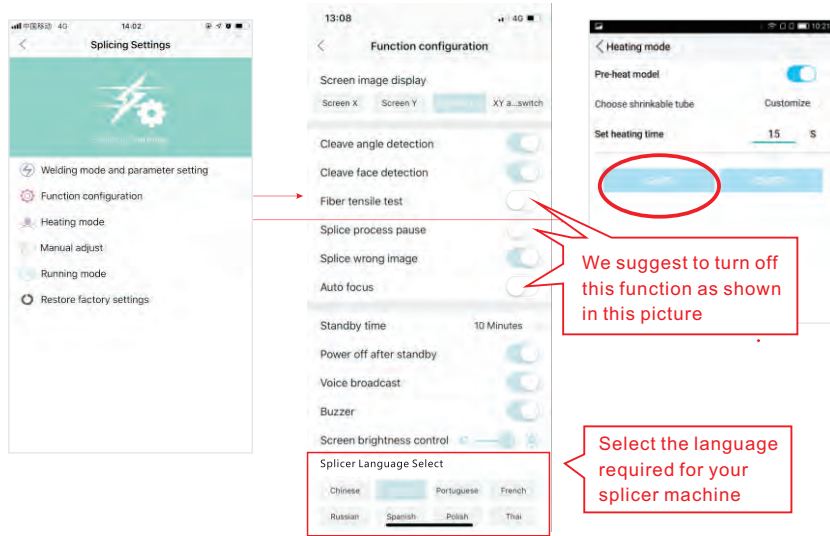 中国移动 4G 14:02
Splicing Settings
Welding mode and parameter setting
Function configuration
Heating mode
Manual adjust
Running mode
Restore factory settings
13:08 4G
Function configuration
Screen image display
Screen X Screen Y XY a...switch
Cleave angle detection
Cleave face detection
Fiber tensile test
Splice process pause
Splice wrong image
Auto focus
Standby time 10 Minutes
Power off after standby
Voice broadcast
Buzzer
Screen brightness control
Splicer Language Select
Chinese Portuguese French
Russian Spanish Polish Thai
10:21
Heating mode
Pre-heat model
Choose shrinkable tube Customize
Set heating time 15 S
We suggest to turn off
this function as shown
in this picture
Select the language
required for your
splicer machine